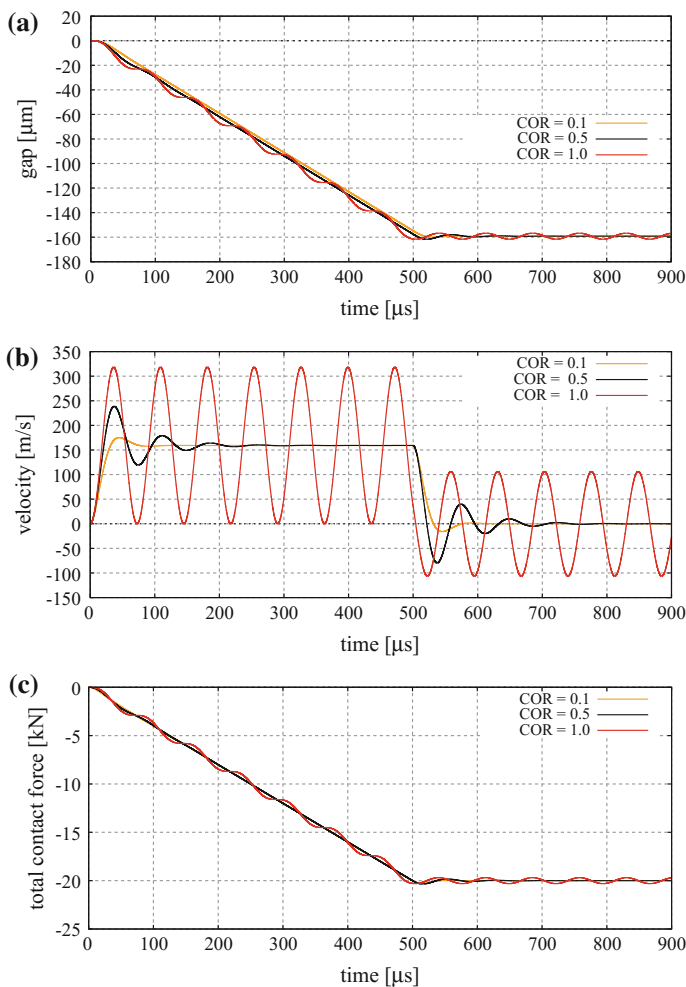 (a)
gap [μm]
20
0
-20
-40
-60
-80
-100
-120
-140
-160
-180
COR = 0.1
COR = 0.5
COR = 1.0
0 100 200 300 400 500 600 700 800 900
time [μs]
(b)
velocity [m/s]
350
300
250
200
150
100
50
0
-50
-100
-150
COR = 0.1
COR = 0.5
COR = 1.0
0 100 200 300 400 500 600 700 800 900
time [μs]
(c)
total contact force [kN]
0
-5
-10
-15
-20
-25
COR = 0.1
COR = 0.5
COR = 1.0
0 100 200 300 400 500 600 700 800 900
time [μs]